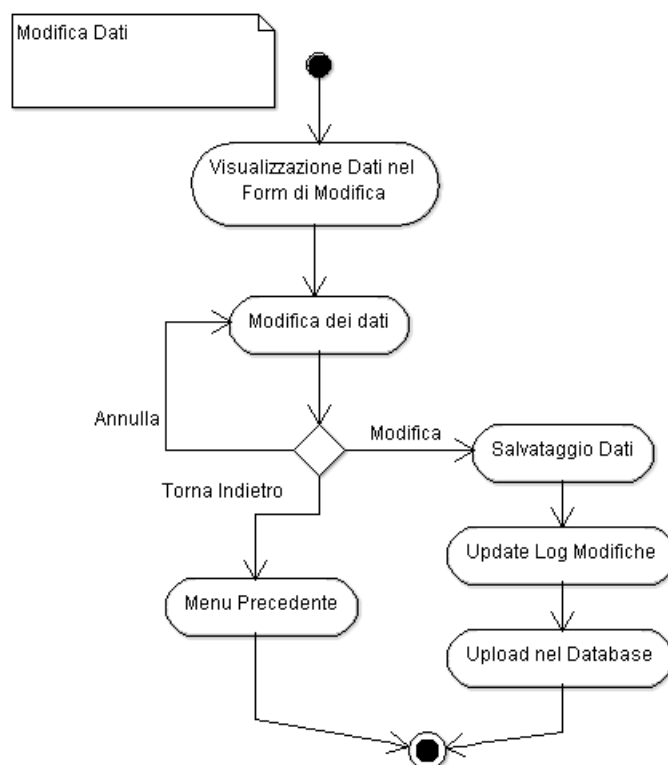 Modifica Dati
Visualizzazione Dati nel
Form di Modifica
Modifica dei dati
Annulla
Modifica
Salvataggio Dati
Torna Indietro
Update Log Modifiche
Menu Precedente
Upload nel Database